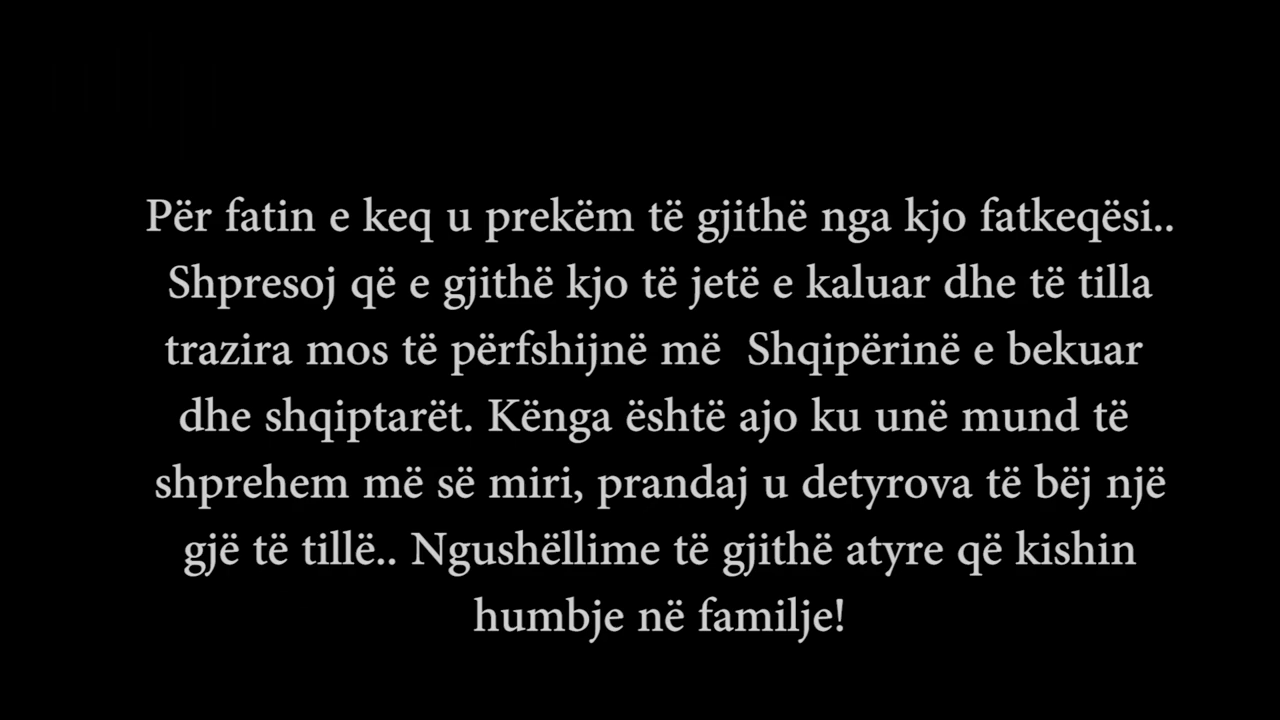 Për fatin e keq u prekëm të gjithë nga kjo fatkeqësi..
Shpresoj që e gjithë kjo të jetë e kaluar dhe të tilla
trazira mos të përfshijnë më Shqipërinë e bekuar
dhe shqiptarët. Kënga është ajo ku unë mund të
shprehem më së miri, prandaj u detyrova të bëj një
gjë të tillë.. Ngushëllime të gjithë atyre që kishin
humbje në familje!